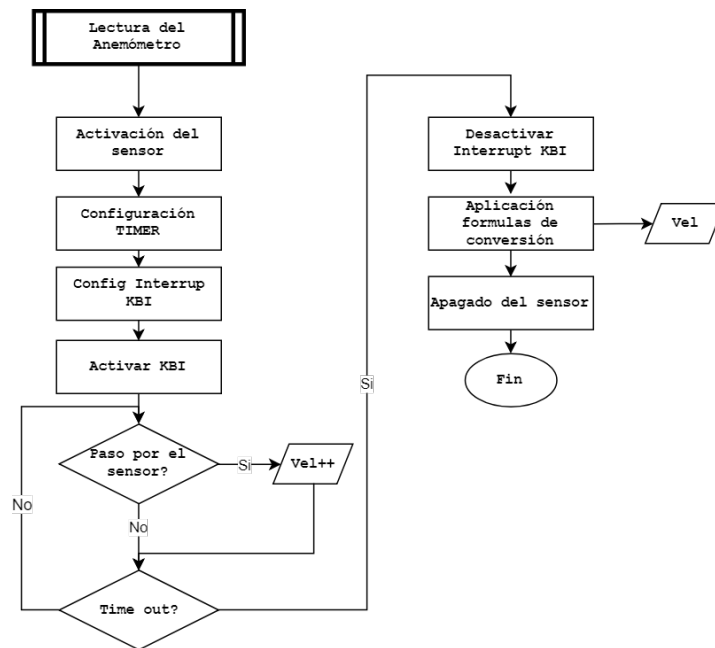 Lectura del
Anemómetro
Activación del
sensor
Configuración
TIMER
Config Interrup
KBI
Activar KBI
Paso por el
sensor?
Si
Vel++
No
No
Time out?
Si
Desactivar
Interrupt KBI
Aplicación
formulas de
conversión
Vel
Apagado del sensor
Fin